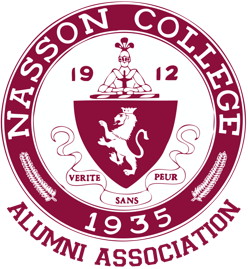 NASSON COLLEGE
19 12
VERITE SANS PEUR
1935
ALUMNI ASSOCIATION